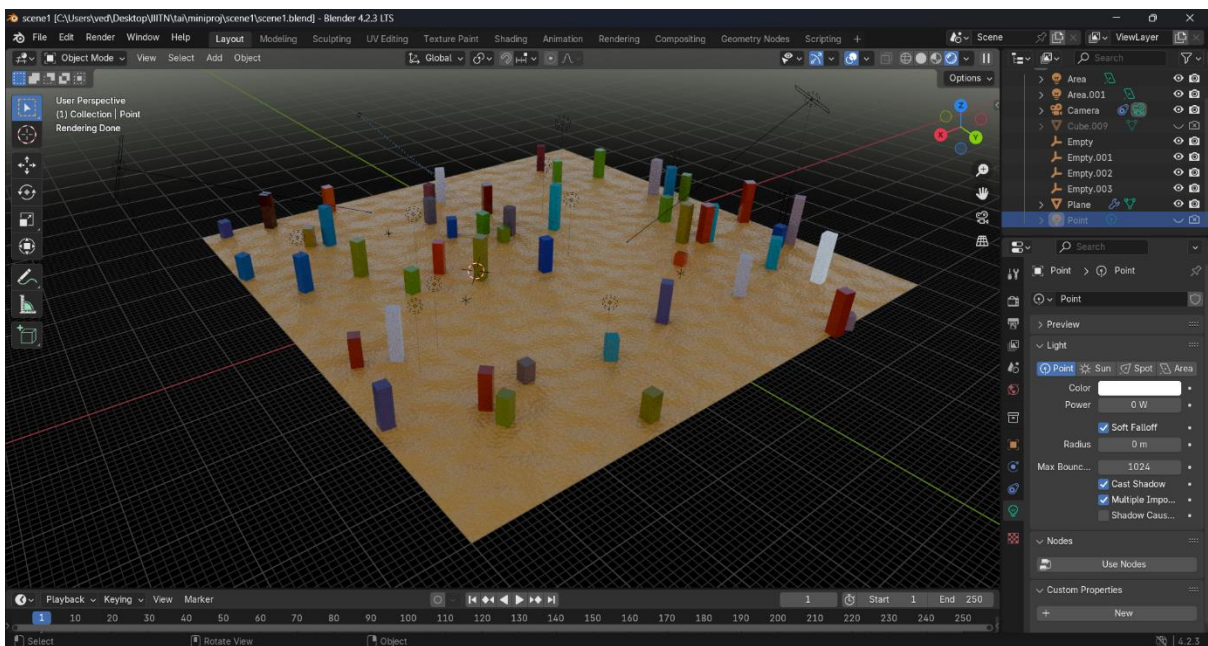 scene1 [C:\Users\ved\Desktop\IIITN\tai\miniproj\scene1\scene1.blend] - Blender 4.2.3 LTS
File Edit Render Window Help Layout Modeling Sculpting UV Editing Texture Paint Shading Animation Rendering Compositing Geometry Nodes Scripting + Scene ViewLayer
Object Mode View Select Add Object Global Search
Options
User Perspective
(1) Collection | Point
Rendering Done
Z
X
Y
Area
Area.001
Camera
Cube.009
Empty
Empty.001
Empty.002
Empty.003
Plane
Point
Search
Point > Point
Point
Preview
Light
Point Sun Spot Area
Color
Power 0 W
Soft Falloff
Radius 0 m
Max Bounc... 1024
Cast Shadow
Multiple Impo...
Shadow Caus...
Nodes
Use Nodes
Custom Properties
+ New
Playback Keying View Marker 1 Start 1 End 250
1 10 20 30 40 50 60 70 80 90 100 110 120 130 140 150 160 170 180 190 200 210 220 230 240 250
Select Rotate View Object 4.2.3